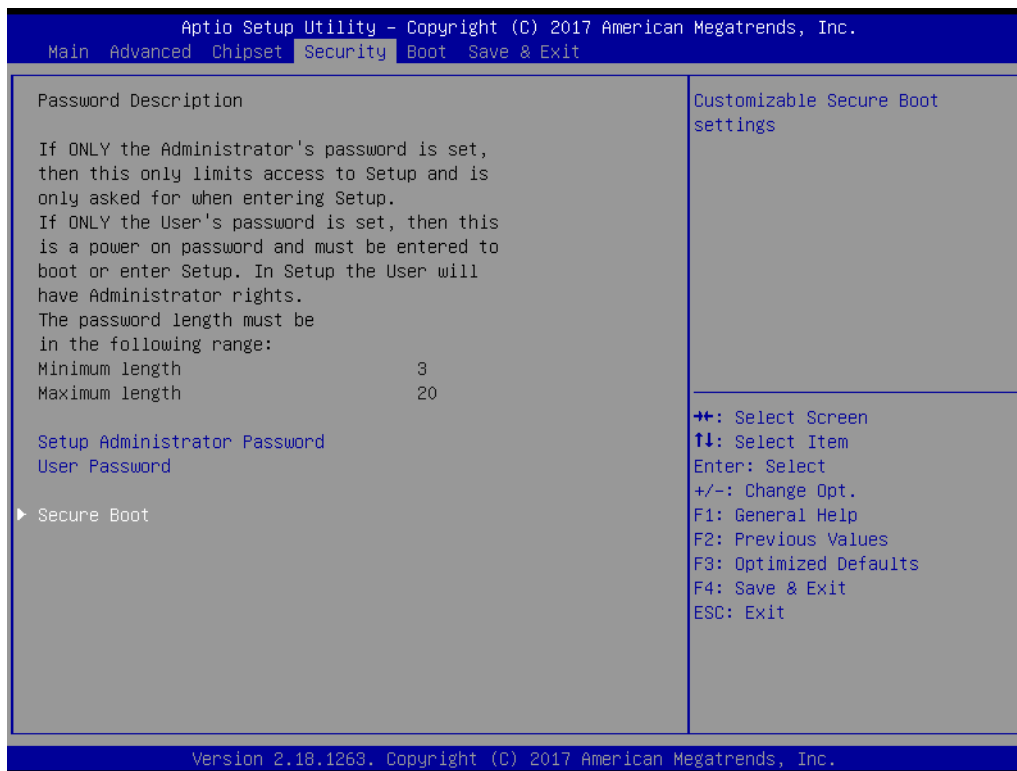 Aptio Setup Utility – Copyright (C) 2017 American Megatrends, Inc.
Main Advanced Chipset Security Boot Save & Exit
Password Description
If ONLY the Administrator's password is set,
then this only limits access to Setup and is
only asked for when entering Setup.
If ONLY the User's password is set, then this
is a power on password and must be entered to
boot or enter Setup. In Setup the User will
have Administrator rights.
The password length must be
in the following range:
Minimum length 3
Maximum length 20
Setup Administrator Password
User Password
► Secure Boot
Customizable Secure Boot
settings
→←: Select Screen
↑↓: Select Item
Enter: Select
+/-: Change Opt.
F1: General Help
F2: Previous Values
F3: Optimized Defaults
F4: Save & Exit
ESC: Exit
Version 2.18.1263. Copyright (C) 2017 American Megatrends, Inc.